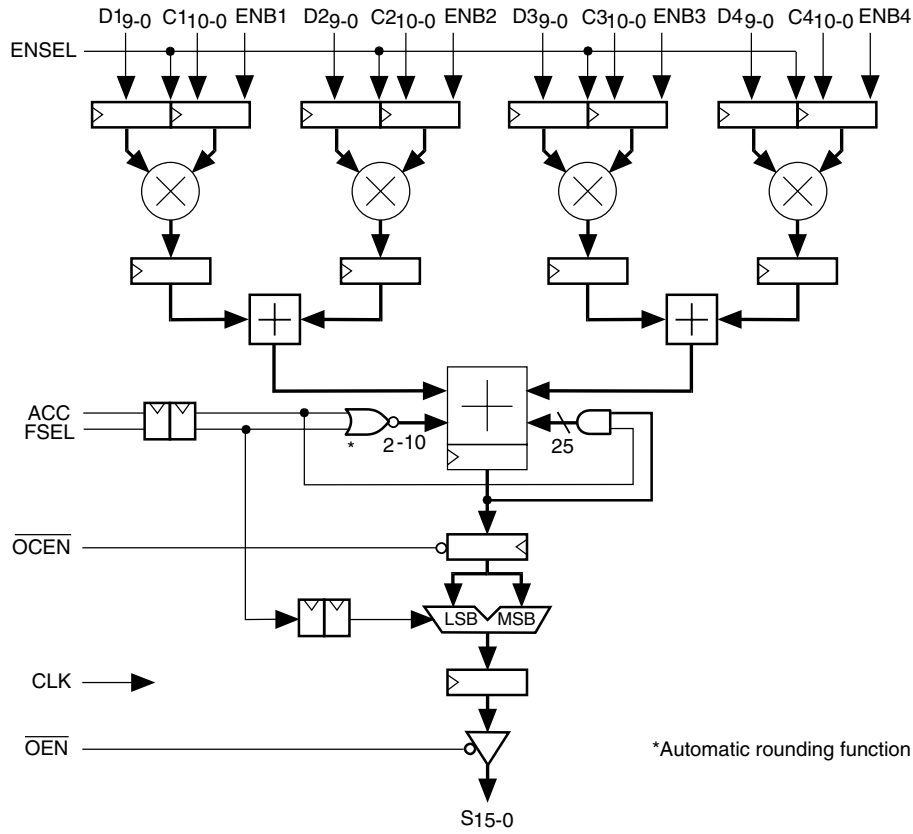 D19-0 C110-0 ENB1 D29-0 C210-0 ENB2 D39-0 C310-0 ENB3 D49-0 C410-0 ENB4
ENSEL
ACC
FSEL
*
2-10
25
OCEN
LSB MSB
CLK
OEN
*Automatic rounding function
S15-0